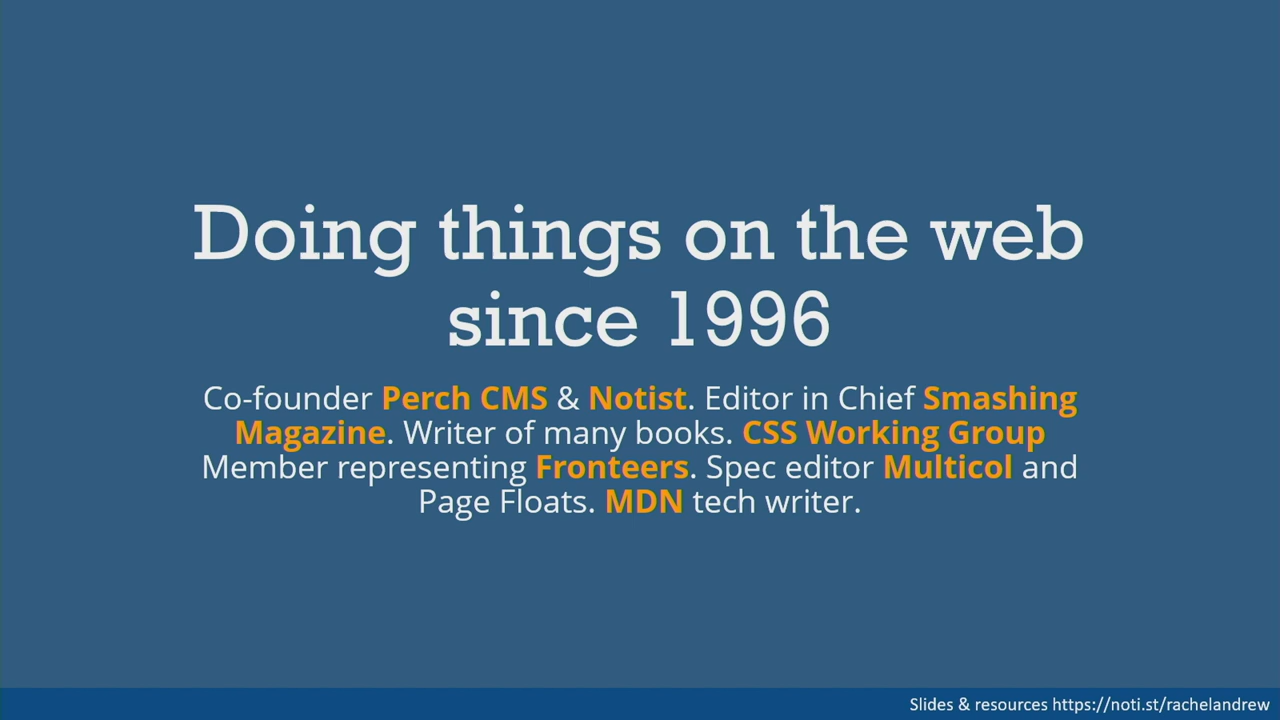 Doing things on the web
since 1996
Co-founder Perch CMS & Notist. Editor in Chief Smashing
Magazine. Writer of many books. CSS Working Group
Member representing Fronteers. Spec editor Multicol and
Page Floats. MDN tech writer.
Slides & resources https://noti.st/rachelandrew